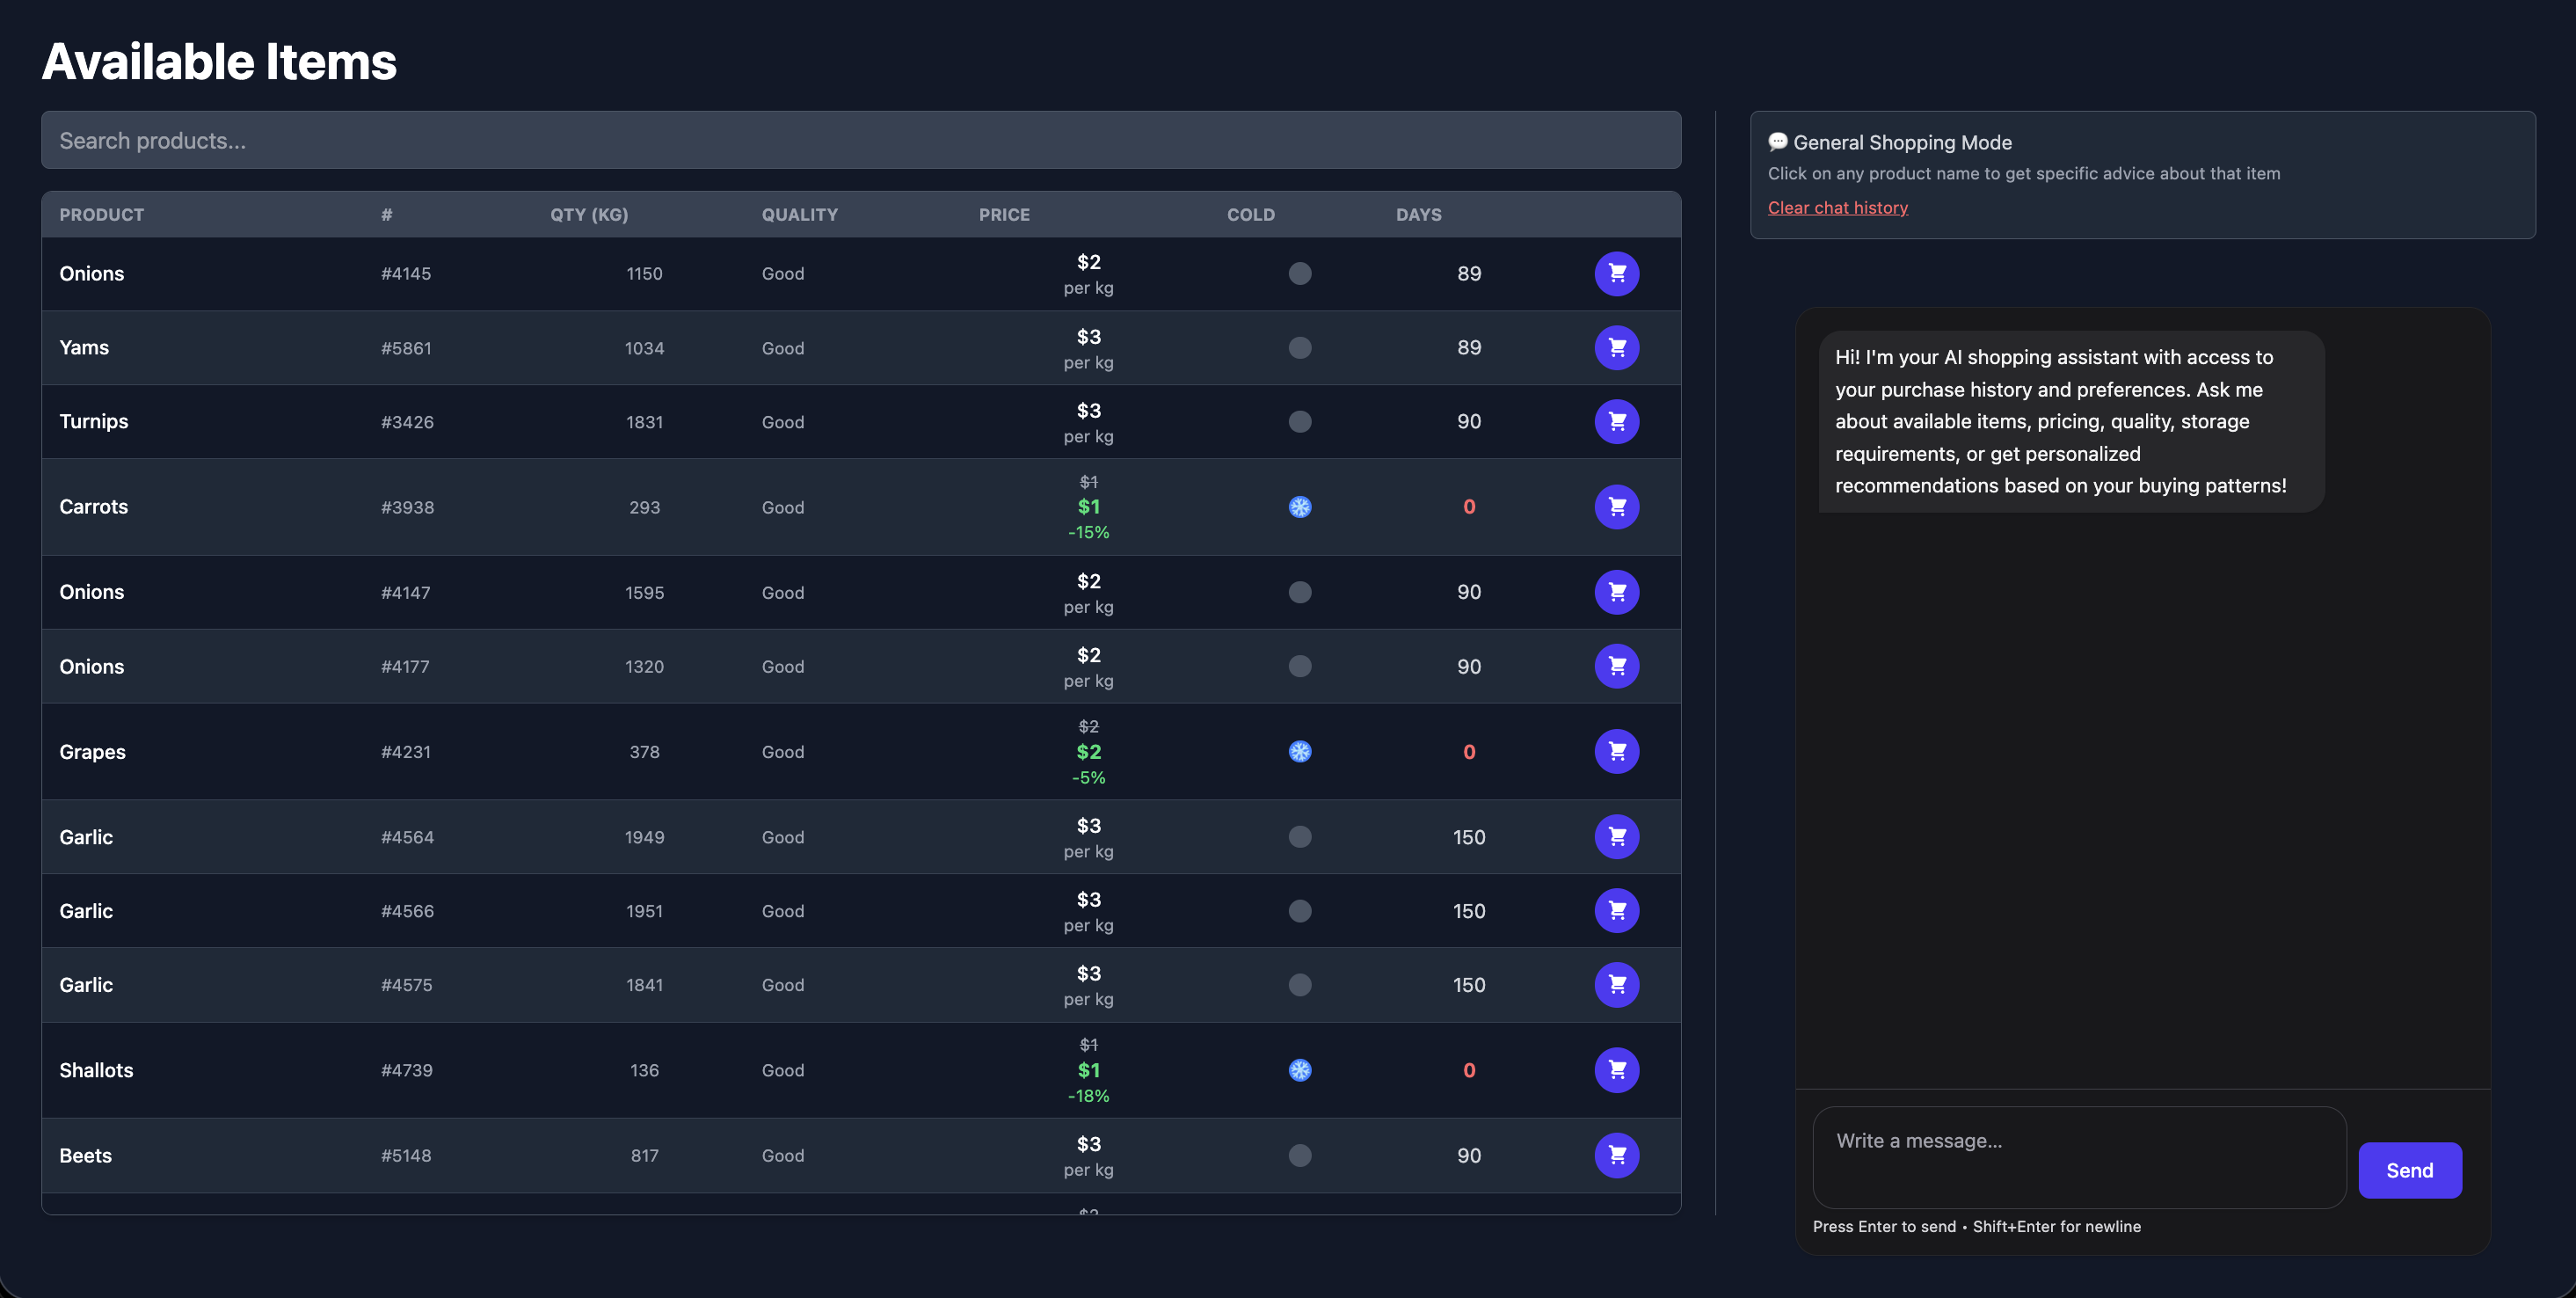 Available Items
Search products...
PRODUCT # QTY (KG) QUALITY PRICE COLD DAYS
Onions #4145 1150 Good $2 per kg 89
Yams #5861 1034 Good $3 per kg 89
Turnips #3426 1831 Good $3 per kg 90
Carrots #3938 293 Good $1 $1 -15% 0
Onions #4147 1595 Good $2 per kg 90
Onions #4177 1320 Good $2 per kg 90
Grapes #4231 378 Good $2 $2 -5% 0
Garlic #4564 1949 Good $3 per kg 150
Garlic #4566 1951 Good $3 per kg 150
Garlic #4575 1841 Good $3 per kg 150
Shallots #4739 136 Good $1 $1 -18% 0
Beets #5148 817 Good $3 per kg 90
General Shopping Mode
Click on any product name to get specific advice about that item
Clear chat history
Hi! I'm your AI shopping assistant with access to
your purchase history and preferences. Ask me
about available items, pricing, quality, storage
requirements, or get personalized
recommendations based on your buying patterns!
Write a message...
Send
Press Enter to send • Shift+Enter for newline